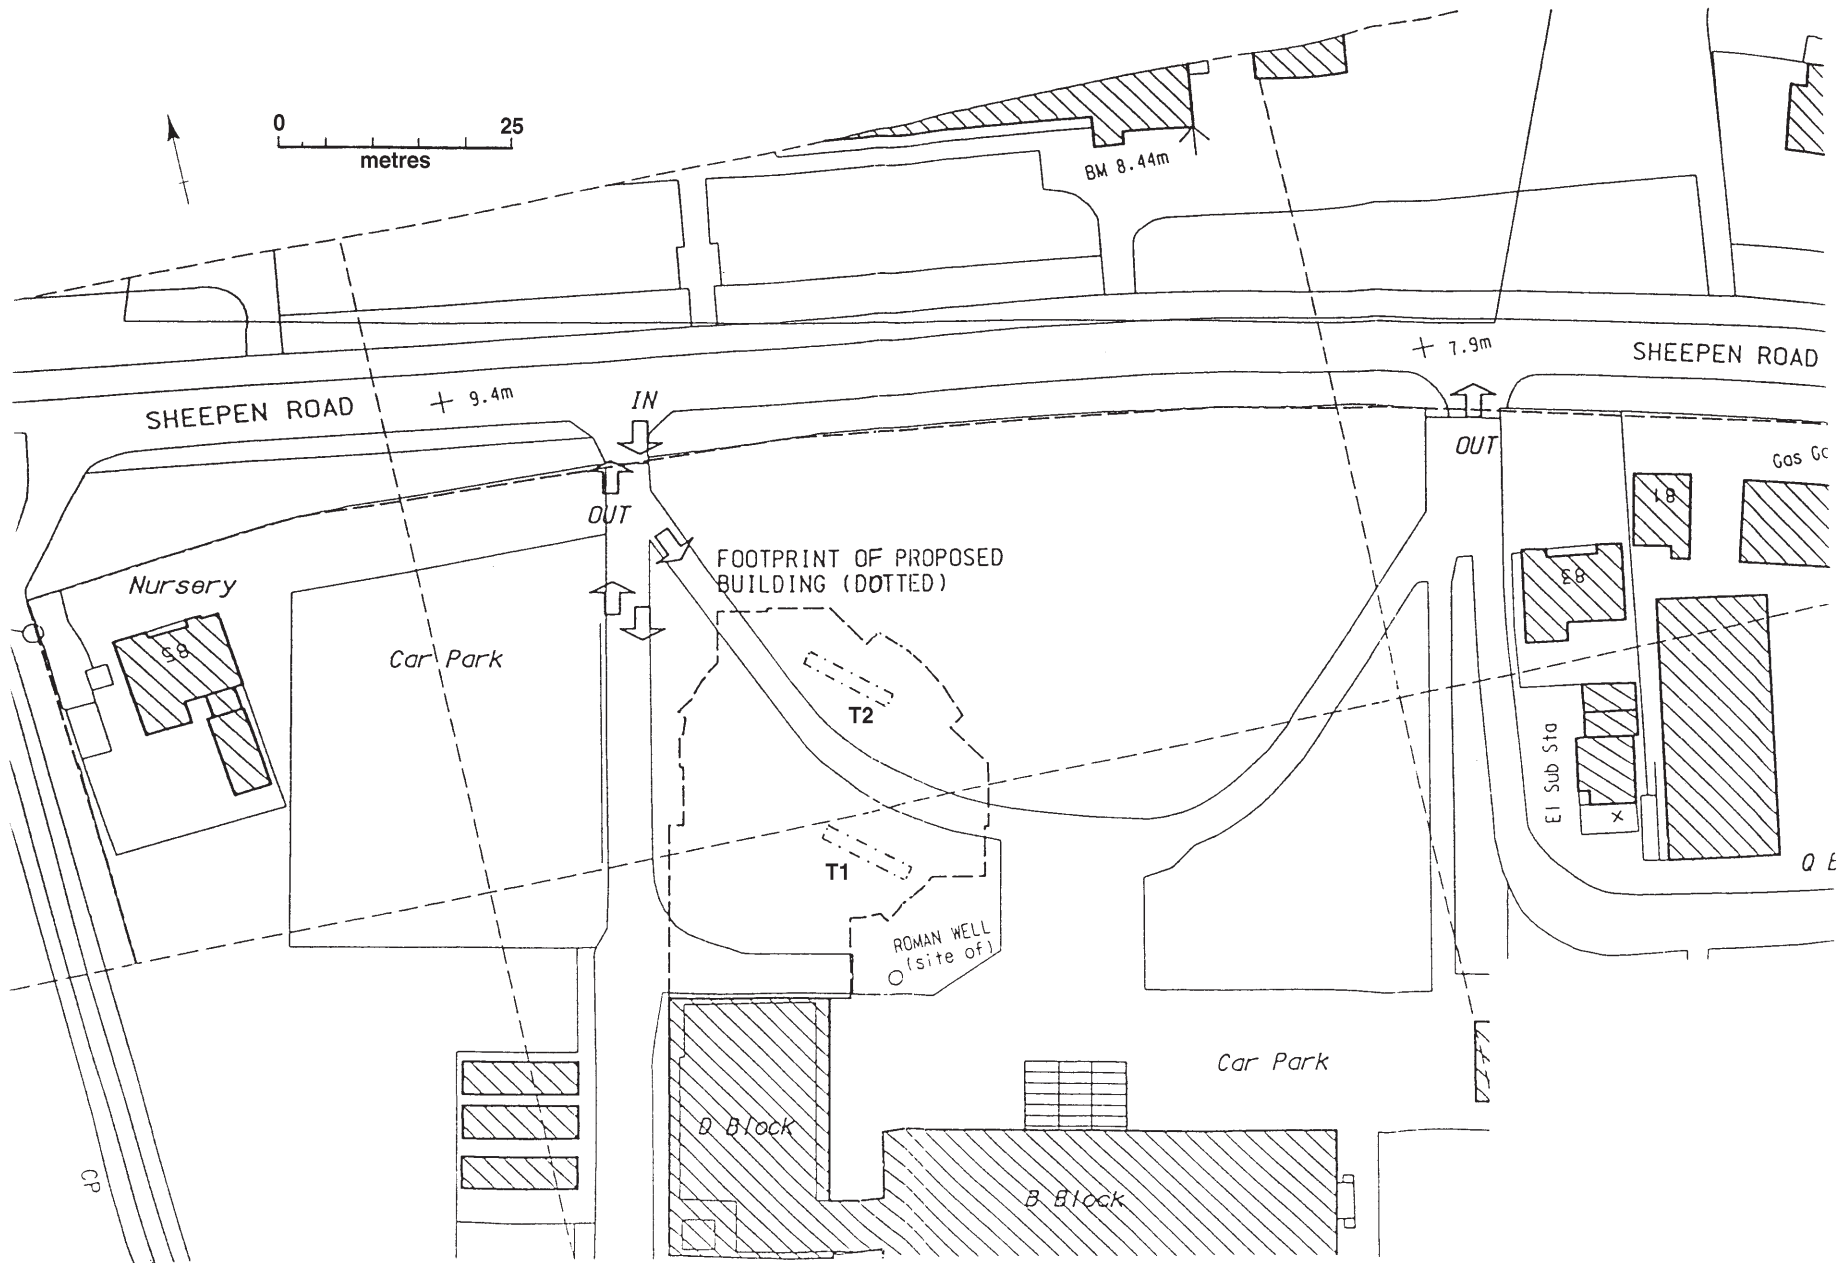 0 25
metres
BM 8.44m
7.9m
SHEEPEN ROAD
9.4m
SHEEPEN ROAD
IN
OUT
OUT
81
FOOTPRINT OF PROPOSED
BUILDING (DOTTED)
Nursery
83
85
Car Park
T2
El Sub Sta
T1
ROMAN WELL
(site of)
Car Park
D Block
B Block
CP